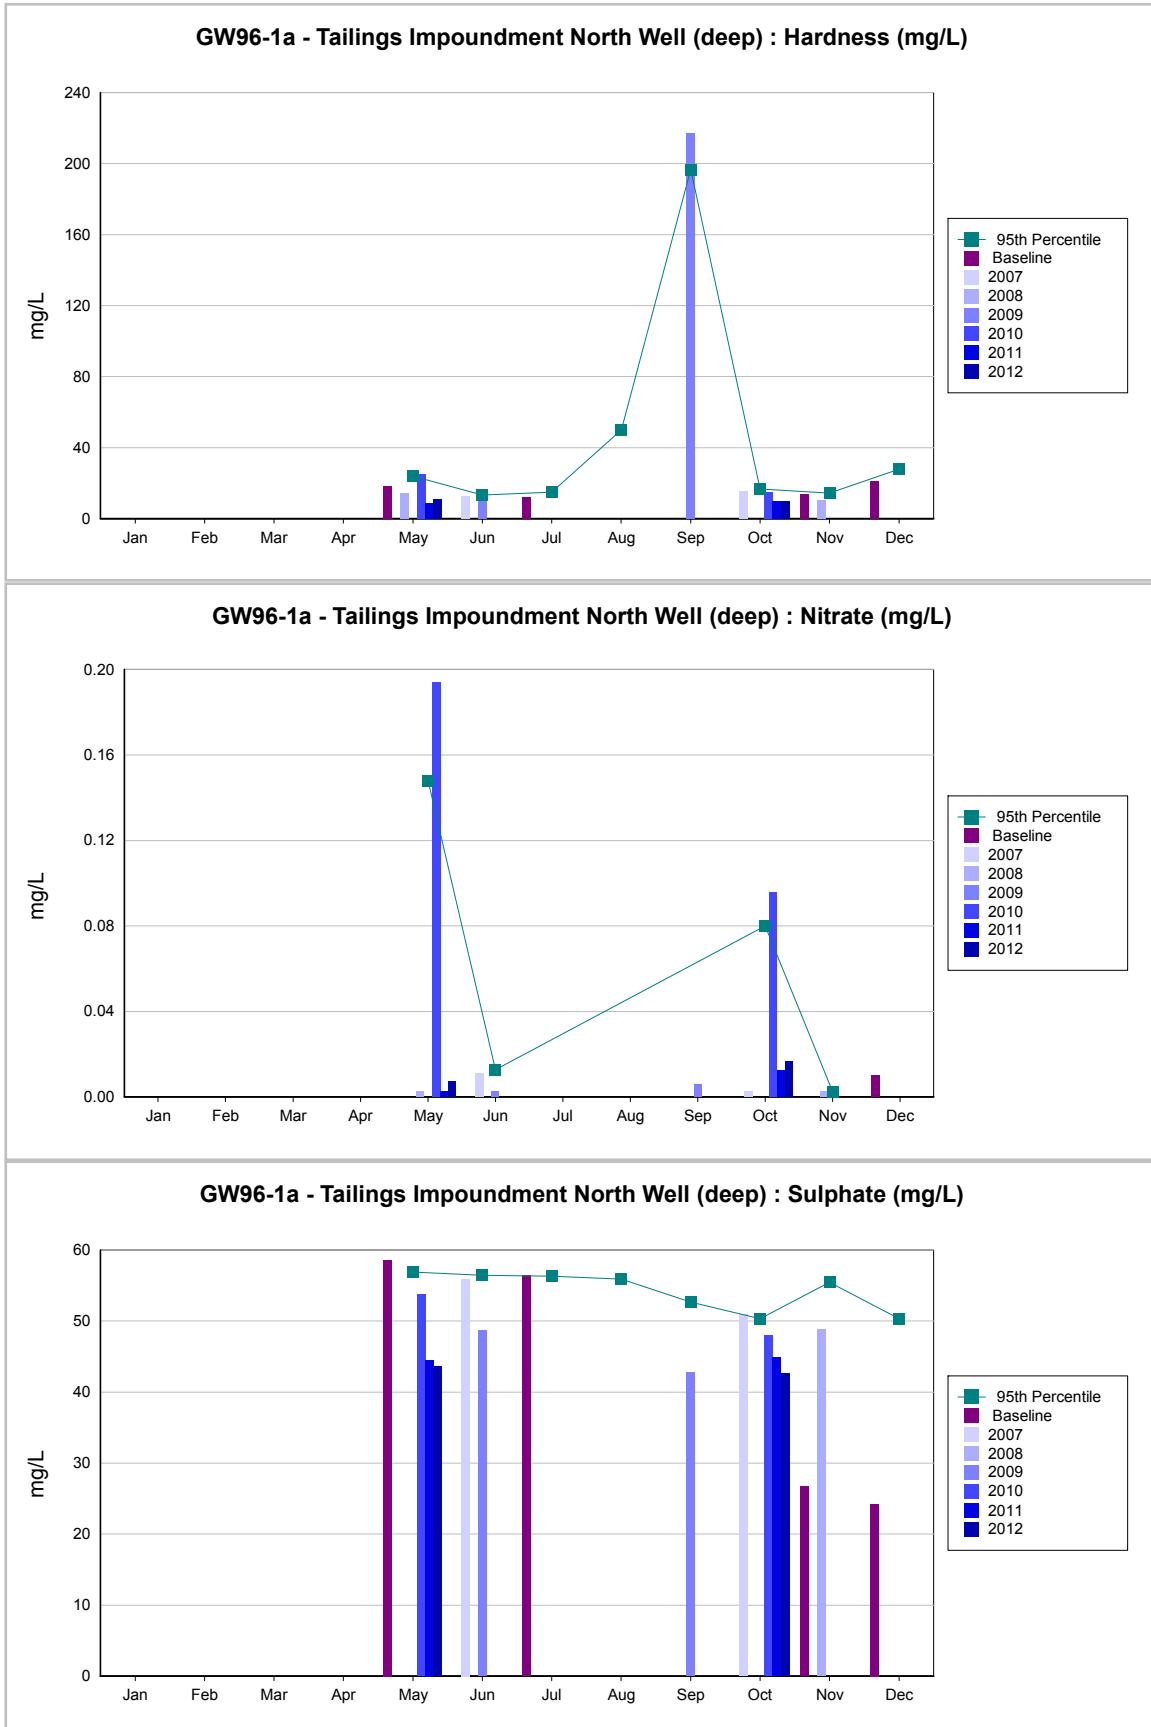 GW96-1a - Tailings Impoundment North Well (deep) : Hardness (mg/L)
240
200
160
120
80
40
0
mg/L
Jan Feb Mar Apr May Jun Jul Aug Sep Oct Nov Dec
95th Percentile
Baseline
2007
2008
2009
2010
2011
2012
GW96-1a - Tailings Impoundment North Well (deep) : Nitrate (mg/L)
0.20
0.16
0.12
0.08
0.04
0.00
mg/L
Jan Feb Mar Apr May Jun Jul Aug Sep Oct Nov Dec
95th Percentile
Baseline
2007
2008
2009
2010
2011
2012
GW96-1a - Tailings Impoundment North Well (deep) : Sulphate (mg/L)
60
50
40
30
20
10
0
mg/L
Jan Feb Mar Apr May Jun Jul Aug Sep Oct Nov Dec
95th Percentile
Baseline
2007
2008
2009
2010
2011
2012